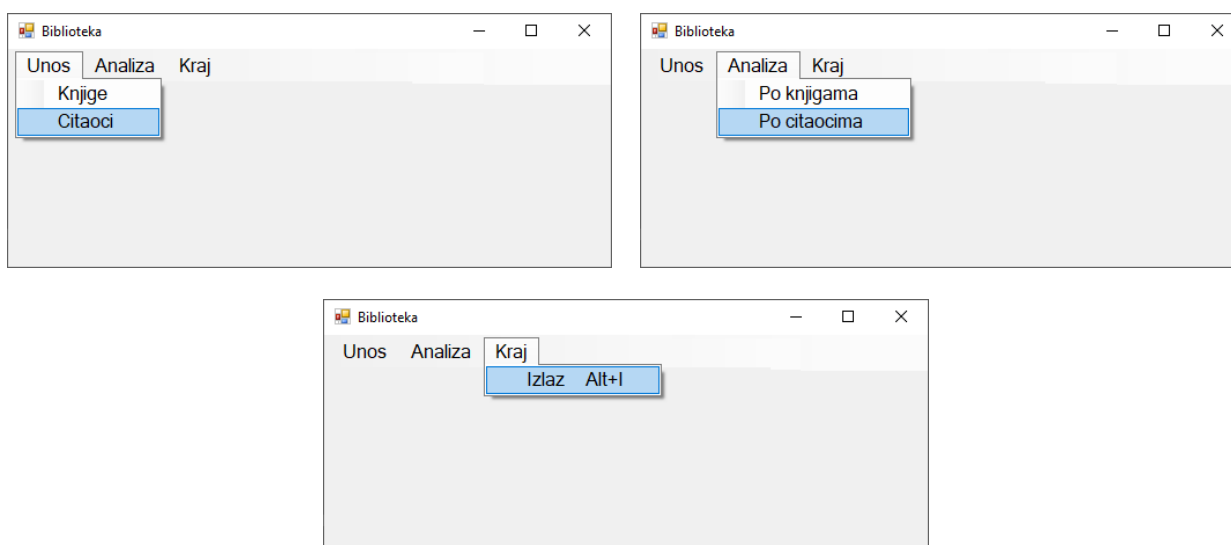 Biblioteka
Unos Analiza Kraj
Knjige
Citaoci
Biblioteka
Unos Analiza Kraj
Po knjigama
Po citaocima
Biblioteka
Unos Analiza Kraj
Izlaz Alt+I